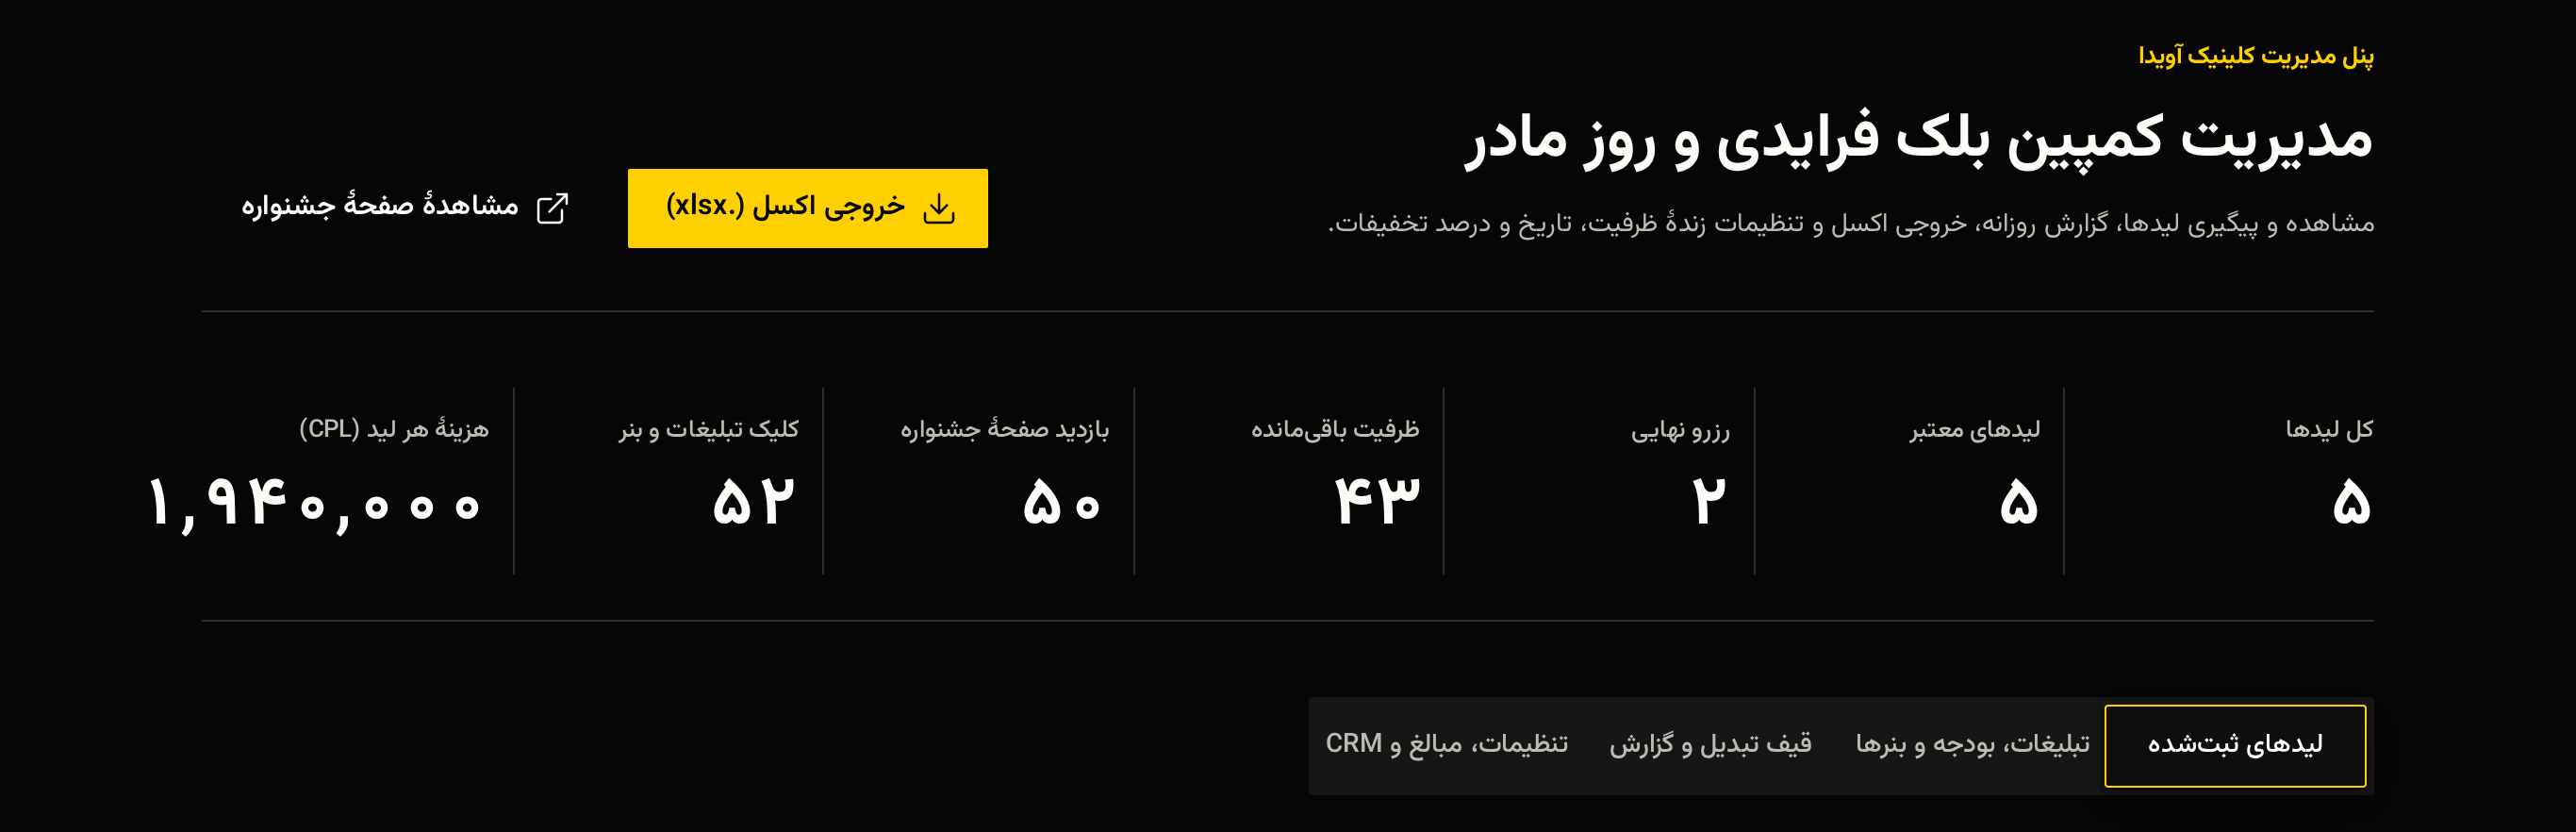 پنل مدیریت کلینیک آویدا
مدیریت کمپین بلک فرایدی و روز مادر
مشاهده و پیگیری لیدها، گزارش روزانه، خروجی اکسل و تنظیمات زندهٔ ظرفیت، تاریخ و درصد تخفیفات.
خروجی اکسل (.xlsx)
مشاهدهٔ صفحهٔ جشنواره
کل لیدها
۵
لیدهای معتبر
۵
رزرو نهایی
۲
ظرفیت باقی‌مانده
۴۳
بازدید صفحهٔ جشنواره
۵۰
کلیک تبلیغات و بنر
۵۲
هزینهٔ هر لید (CPL)
۱,۹۴۰,۰۰۰
لیدهای ثبت‌شده
تبلیغات، بودجه و بنرها
قیف تبدیل و گزارش
تنظیمات، مبالغ و CRM